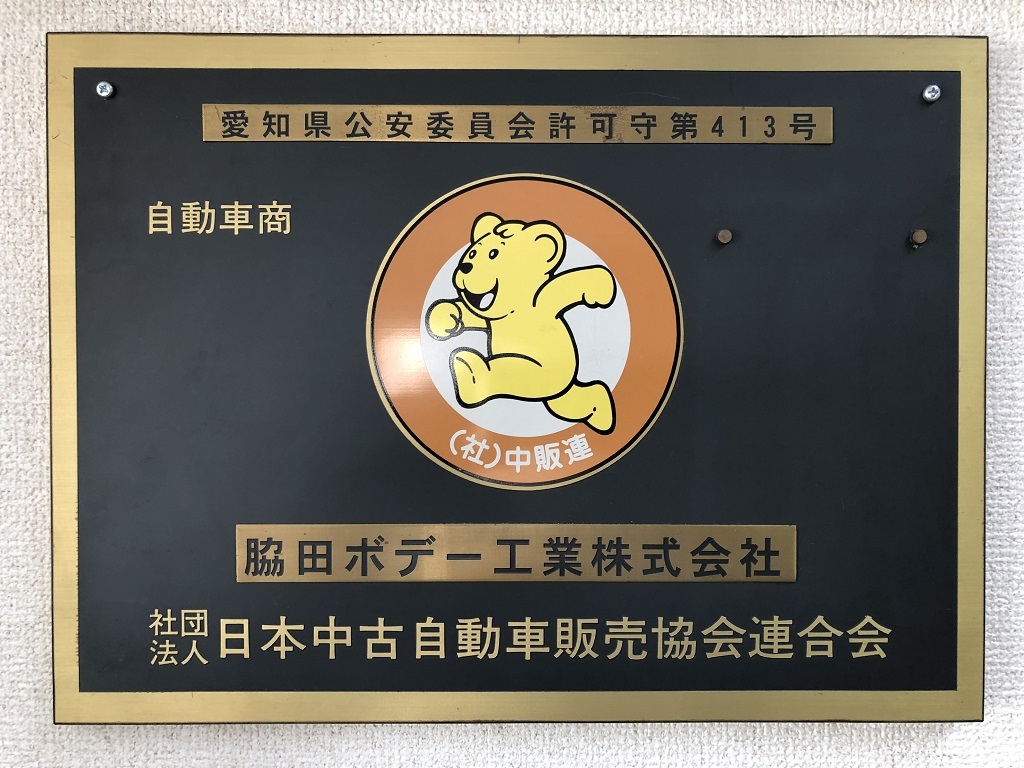 愛知県公安委員会許可守第413号
自動車商
(社)中販連
脇田ボデー工業株式会社
社団法人日本中古自動車販売協会連合会